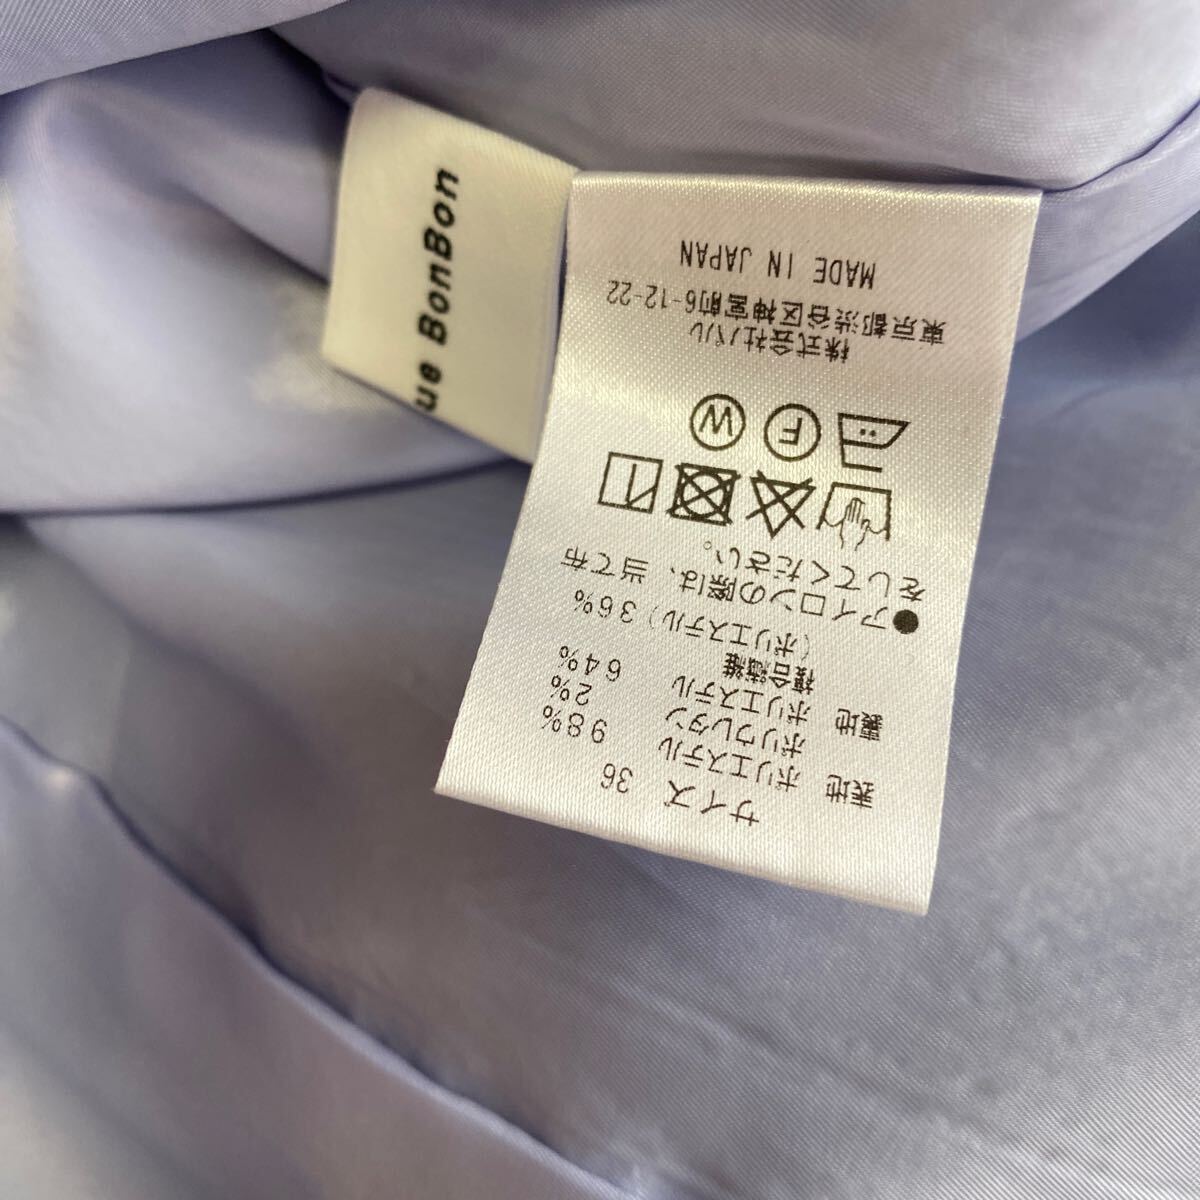 サイズ 36
表地 ポリエステル 98%
ポリウレタン 2%
裏地 ポリエステル 64%
複合繊維
(ポリエステル) 36%
●アイロンの際は、当て布
をしてください。
F W
株式会社パル
東京都渋谷区神宮前6-12-22
MADE IN JAPAN
ue BonBon